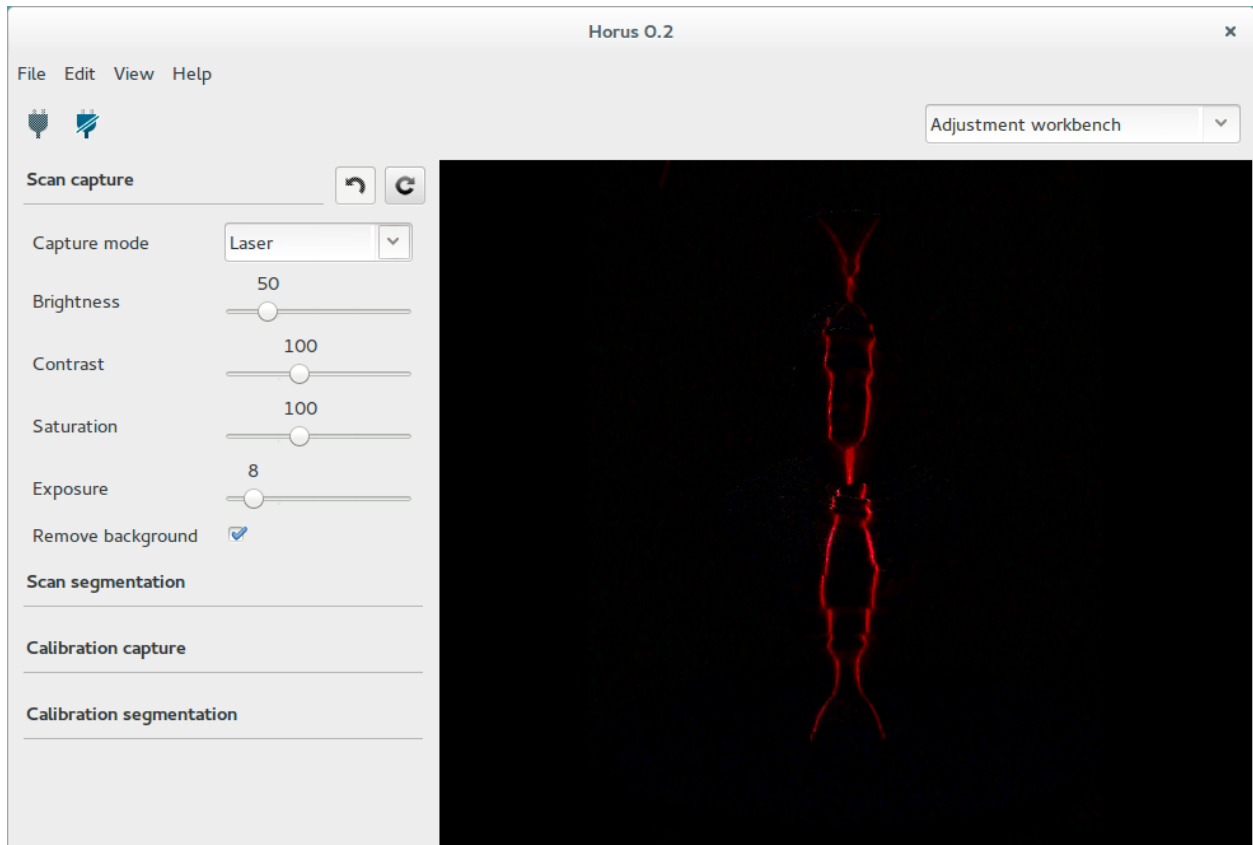 Horus 0.2
File Edit View Help
Adjustment workbench
Scan capture
Capture mode Laser
50
Brightness
100
Contrast
100
Saturation
8
Exposure
Remove background
Scan segmentation
Calibration capture
Calibration segmentation